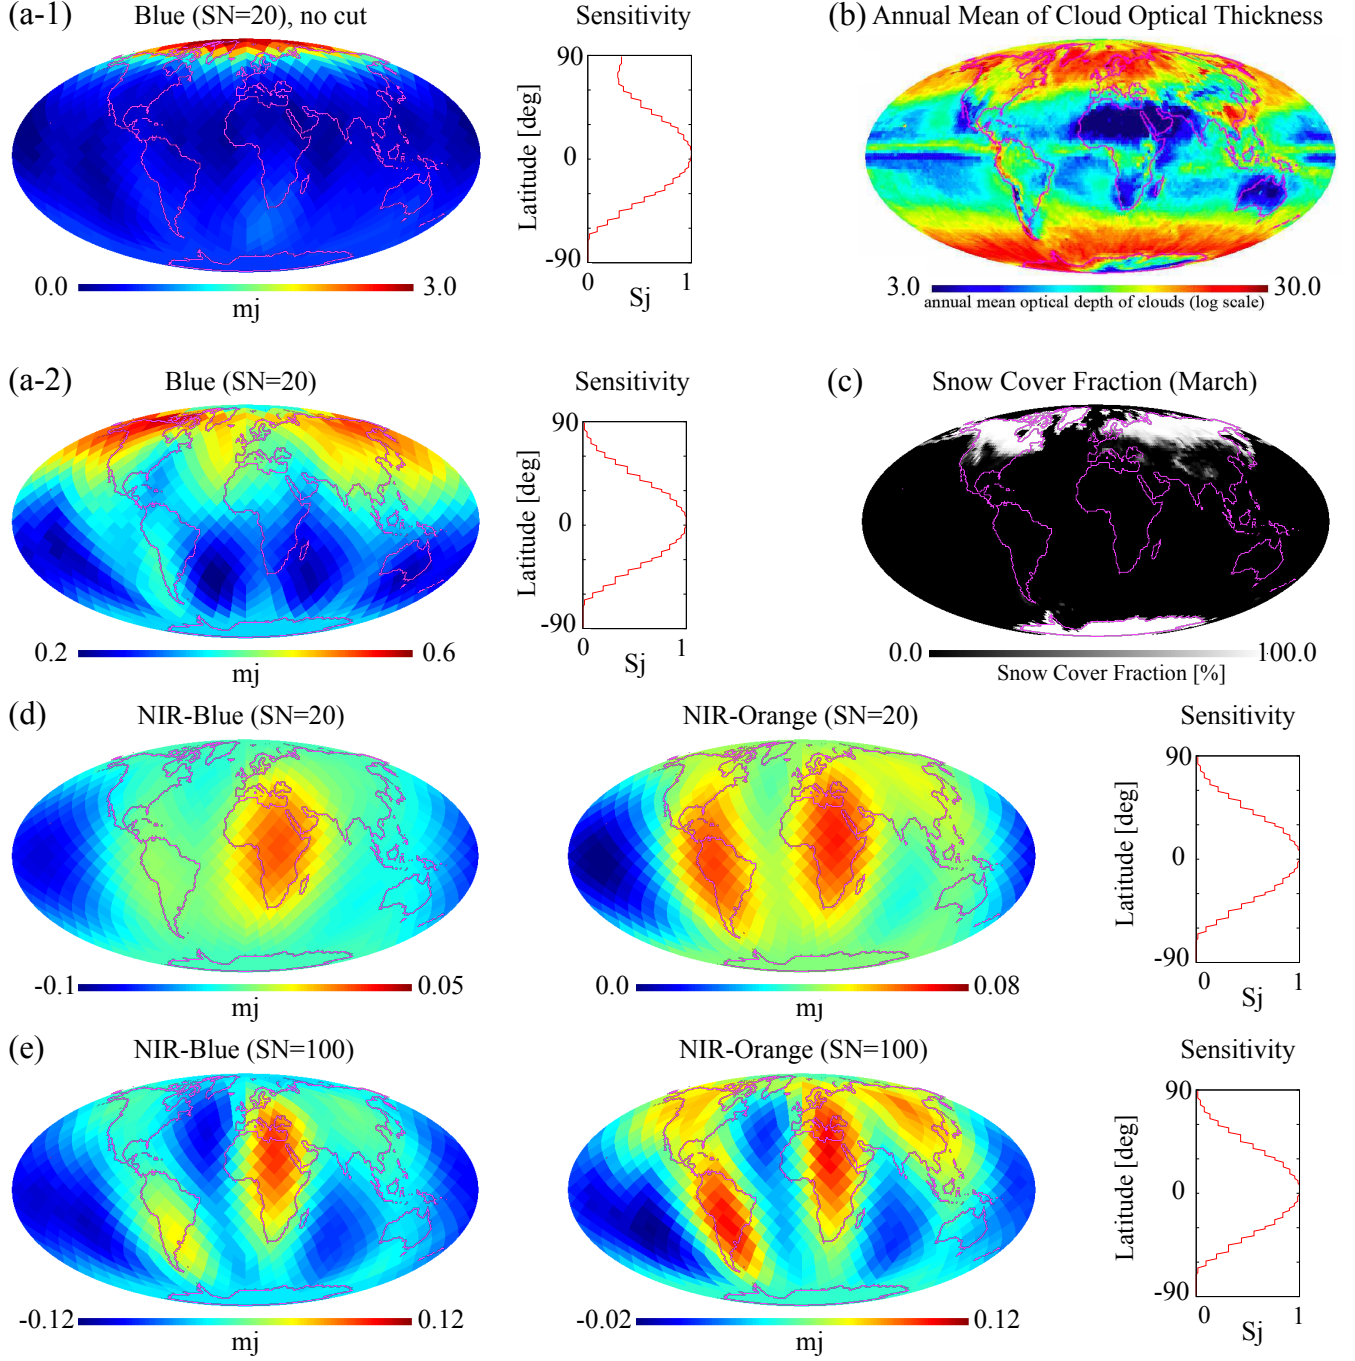 (a-1) Blue (SN=20), no cut Sensitivity (b) Annual Mean of Cloud Optical Thickness
90
0
-90
Latitude [deg]
0 1
Sj
0.0 3.0
mj
3.0 30.0
annual mean optical depth of clouds (log scale)
(a-2) Blue (SN=20) Sensitivity (c) Snow Cover Fraction (March)
90
0
-90
Latitude [deg]
0 1
Sj
0.2 0.6
mj
0.0 100.0
Snow Cover Fraction [%]
(d) NIR-Blue (SN=20) NIR-Orange (SN=20) Sensitivity
90
0
-90
Latitude [deg]
0 1
Sj
-0.1 0.05
mj
0.0 0.08
mj
(e) NIR-Blue (SN=100) NIR-Orange (SN=100) Sensitivity
90
0
-90
Latitude [deg]
0 1
Sj
-0.12 0.12
mj
-0.02 0.12
mj